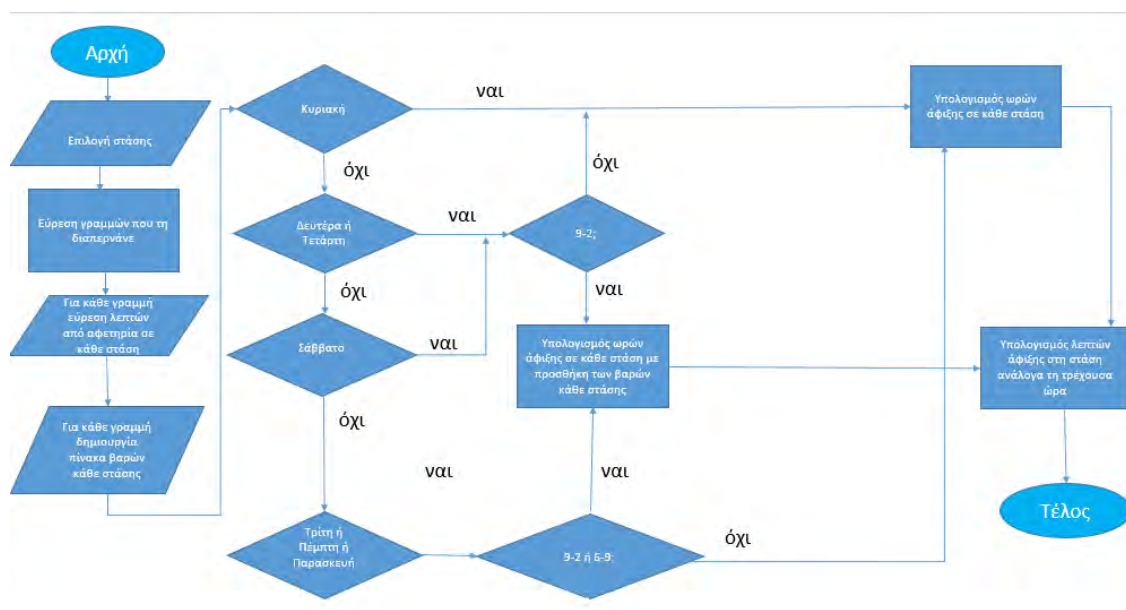 Αρχή
Επιλογή στάσης
Εύρεση γραμμών που τη
διαπερνάνε
Για κάθε γραμμή
εύρεση λεπτών
από αφετηρία σε
κάθε στάση
Για κάθε γραμμή
δημιουργία
πίνακα βαρών
κάθε στάσης
Κυριακή
ναι
όχι
Δευτέρα ή
Τετάρτη
ναι
όχι
Σάββατο
ναι
όχι
Τρίτη ή
Πέμπτη ή
Παρασκευή
ναι
9-2;
όχι
ναι
Υπολογισμός ωρών
άφιξης σε κάθε στάση με
προσθήκη των βαρών
κάθε στάσης
ναι
9-2 ή 6-9;
όχι
Υπολογισμός ωρών
άφιξης σε κάθε στάση
Υπολογισμός λεπτών
άφιξης στη στάση
ανάλογα τη τρέχουσα
ώρα
Τέλος